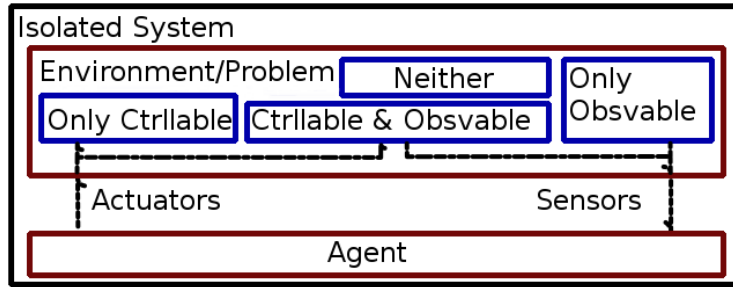 Isolated System
Environment/Problem
Neither
Only
Obsvable
Only Ctrllable
Ctrllable & Obsvable
Actuators
Sensors
Agent